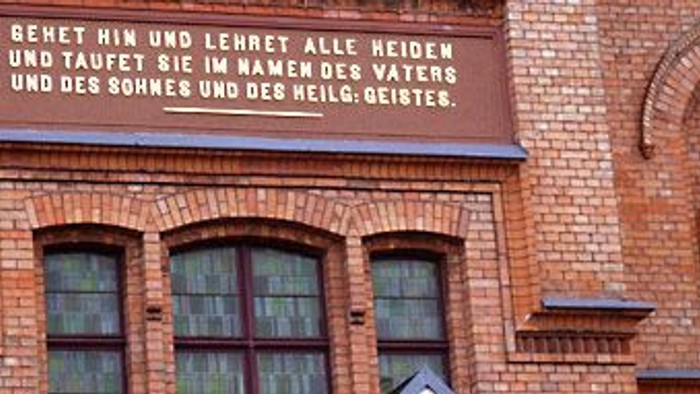 GEHET HIN UND LEHRET ALLE HEIDEN
UND TAUFET SIE IM NAMEN DES VATERS
UND DES SOHNES UND DES HEILG: GEISTES.